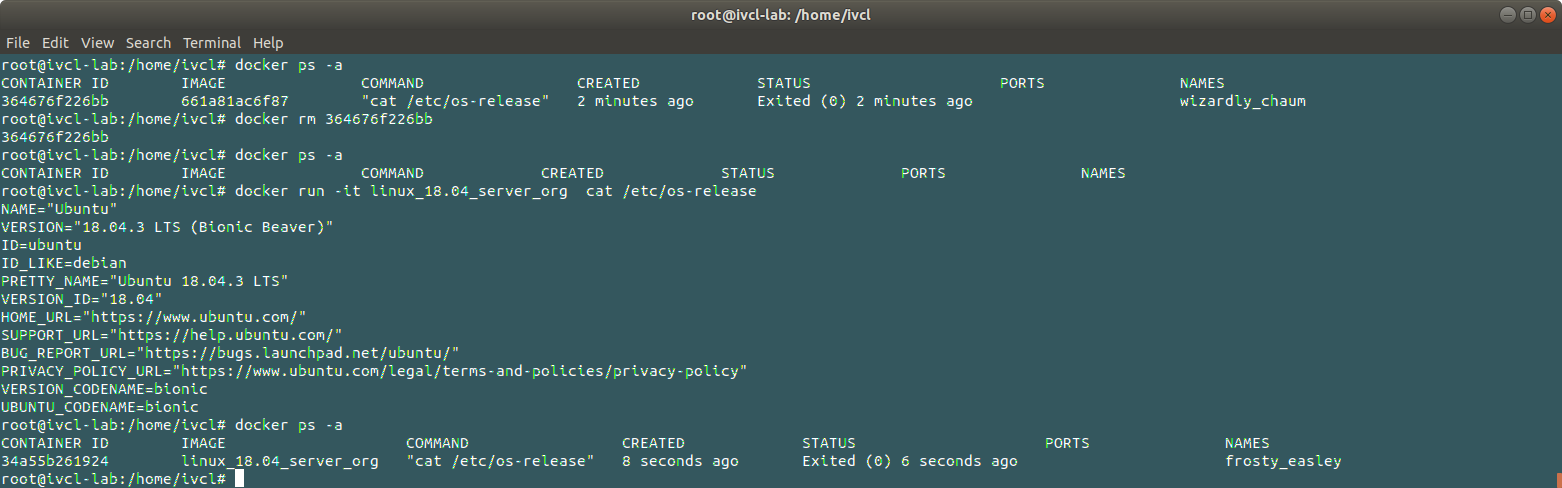 root@ivcl-lab: /home/ivcl
File Edit View Search Terminal Help
root@ivcl-lab:/home/ivcl# docker ps -a
CONTAINER ID        IMAGE               COMMAND                 CREATED             STATUS                     PORTS               NAMES
364676f226bb        661a81ac6f87        "cat /etc/os-release"   2 minutes ago       Exited (0) 2 minutes ago                       wizardly_chaum
root@ivcl-lab:/home/ivcl# docker rm 364676f226bb
364676f226bb
root@ivcl-lab:/home/ivcl# docker ps -a
CONTAINER ID        IMAGE               COMMAND             CREATED             STATUS              PORTS               NAMES
root@ivcl-lab:/home/ivcl# docker run -it linux_18.04_server_org  cat /etc/os-release
NAME="Ubuntu"
VERSION="18.04.3 LTS (Bionic Beaver)"
ID=ubuntu
ID_LIKE=debian
PRETTY_NAME="Ubuntu 18.04.3 LTS"
VERSION_ID="18.04"
HOME_URL="https://www.ubuntu.com/"
SUPPORT_URL="https://help.ubuntu.com/"
BUG_REPORT_URL="https://bugs.launchpad.net/ubuntu/"
PRIVACY_POLICY_URL="https://www.ubuntu.com/legal/terms-and-policies/privacy-policy"
VERSION_CODENAME=bionic
UBUNTU_CODENAME=bionic
root@ivcl-lab:/home/ivcl# docker ps -a
CONTAINER ID        IMAGE                    COMMAND                 CREATED             STATUS                     PORTS               NAMES
34a55b261924        linux_18.04_server_org   "cat /etc/os-release"   8 seconds ago       Exited (0) 6 seconds ago                       frosty_easley
root@ivcl-lab:/home/ivcl#